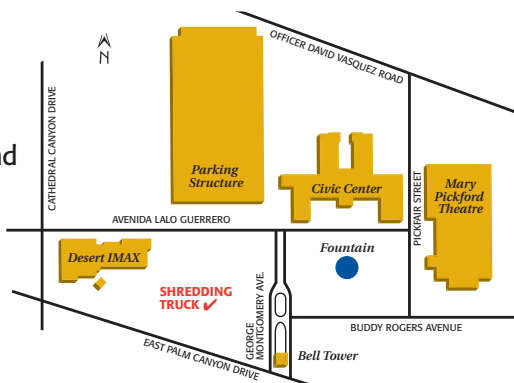 OFFICER DAVID VASQUEZ ROAD
N
CATHEDRAL CANYON DRIVE
nd
Parking
Structure
Civic Center
PICKFAIR STREET
Mary
Pickford
Theatre
AVENIDA LALO GUERRERO
Desert IMAX
Fountain
SHREDDING
TRUCK ✔
GEORGE
MONTGOMERY AVE.
BUDDY ROGERS AVENUE
EAST PALM CANYON DRIVE
Bell Tower